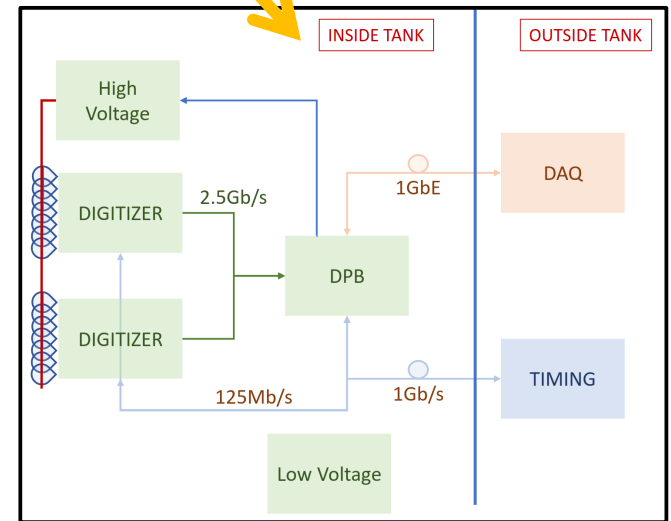 INSIDE TANK
OUTSIDE TANK
High
Voltage
DIGITIZER
2.5Gb/s
1GbE
DAQ
DPB
DIGITIZER
125Mb/s
1Gb/s
TIMING
Low Voltage